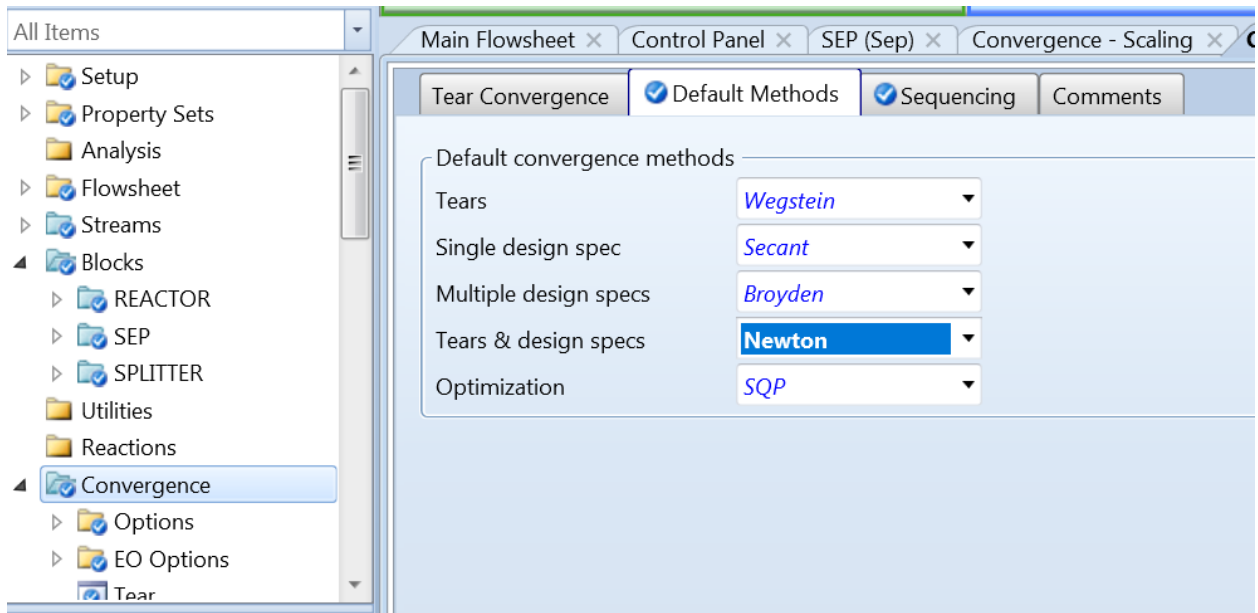 All Items
Setup
Property Sets
Analysis
Flowsheet
Streams
Blocks
REACTOR
SEP
SPLITTER
Utilities
Reactions
Convergence
Options
EO Options
Tear
Main Flowsheet
Control Panel
SEP (Sep)
Convergence - Scaling
Tear Convergence
Default Methods
Sequencing
Comments
Default convergence methods
Tears Wegstein
Single design spec Secant
Multiple design specs Broyden
Tears & design specs Newton
Optimization SQP